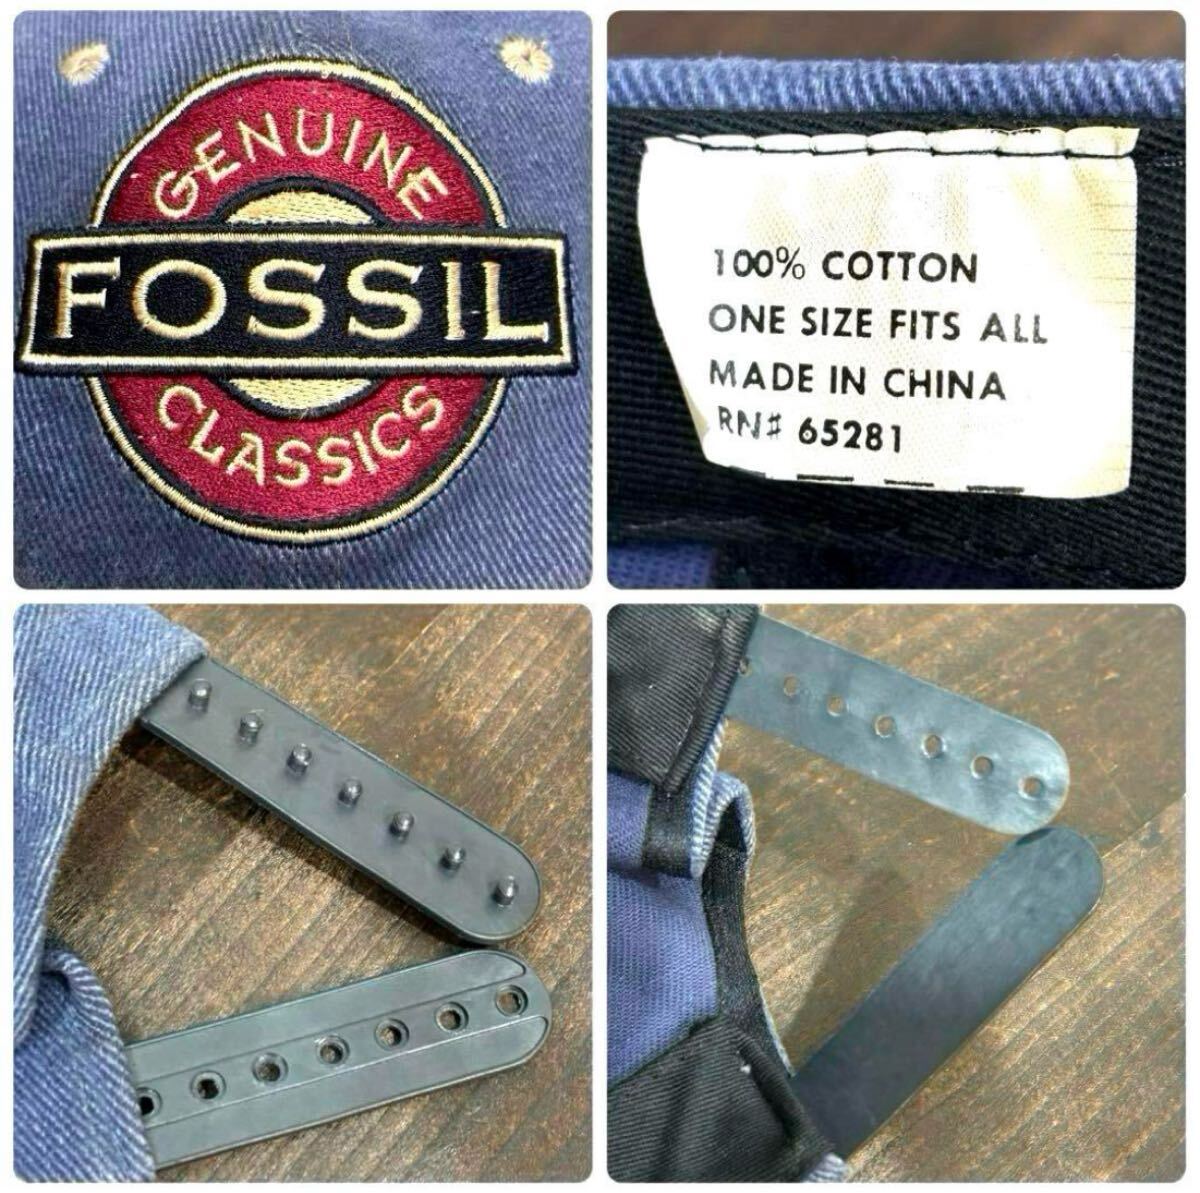 GENUINE
FOSSIL
CLASSICS
100% COTTON
ONE SIZE FITS ALL
MADE IN CHINA
RN# 65281